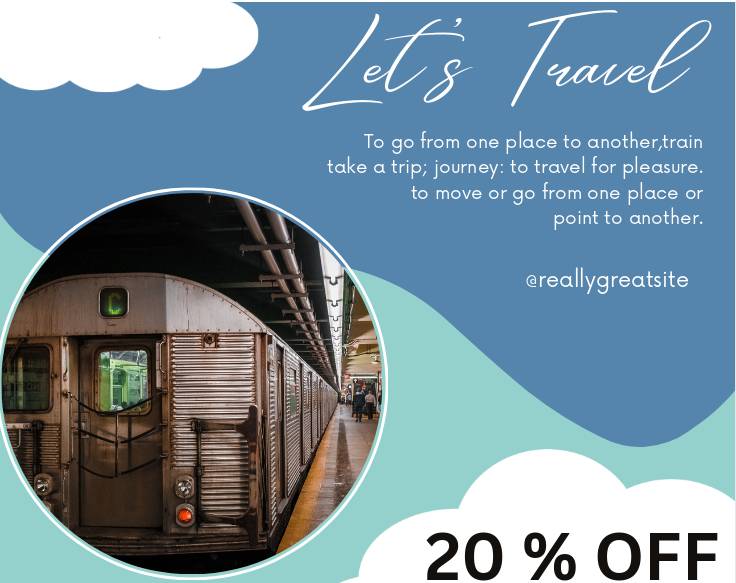 Let's Travel
To go from one place to another,train
take a trip; journey: to travel for pleasure.
to move or go from one place or
point to another.
@reallygreatsite
C
20 % OFF